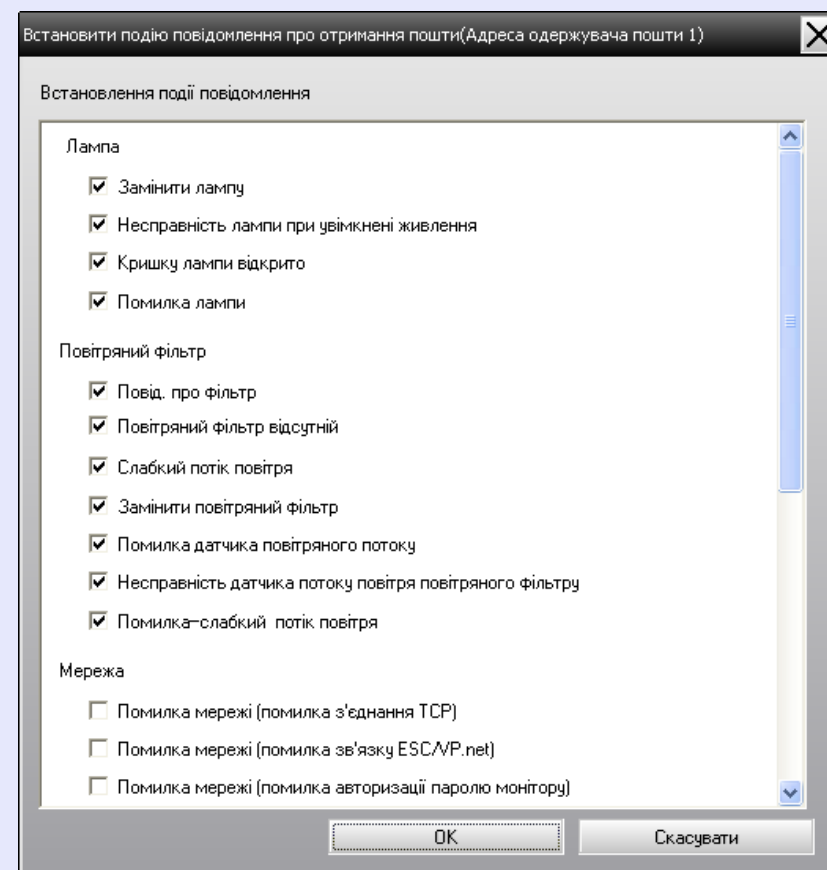 Встановити подію повідомлення про отримання пошти(Адреса одержувача пошти 1)
Встановлення події повідомлення
Лампа
Замінити лампу
Несправність лампи при увімкнені живлення
Кришку лампи відкрито
Помилка лампи
Повітряний фільтр
Повід. про фільтр
Повітряний фільтр відсутній
Слабкий потік повітря
Замінити повітряний фільтр
Помилка датчика повітряного потоку
Несправність датчика потоку повітря повітряного фільтру
Помилка-слабкий потік повітря
Мережа
Помилка мережі (помилка з'єднання TCP)
Помилка мережі (помилка зв'язку ESC/VP.net)
Помилка мережі (помилка авторизації паролю монітору)
OK
Скасувати